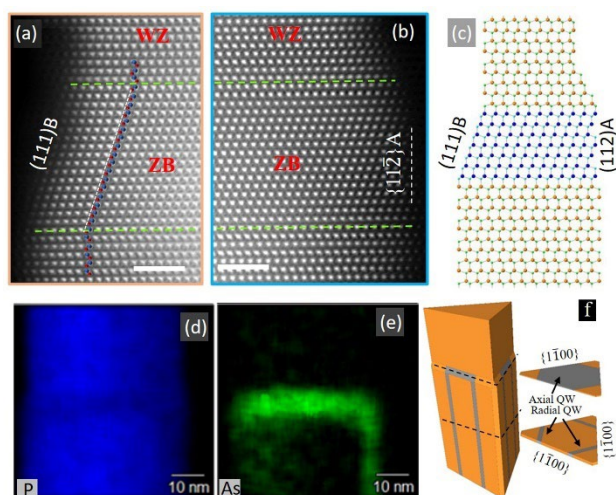 (a)
WZ
(111)B
ZB
(b)
WZ
ZB
{112̄}A
(c)
(111)B
(112)A
(d)
P
10 nm
(e)
As
10 nm
f
{11̄00}
Axial QW
Radial QW
{11̄00}
{11̄00}